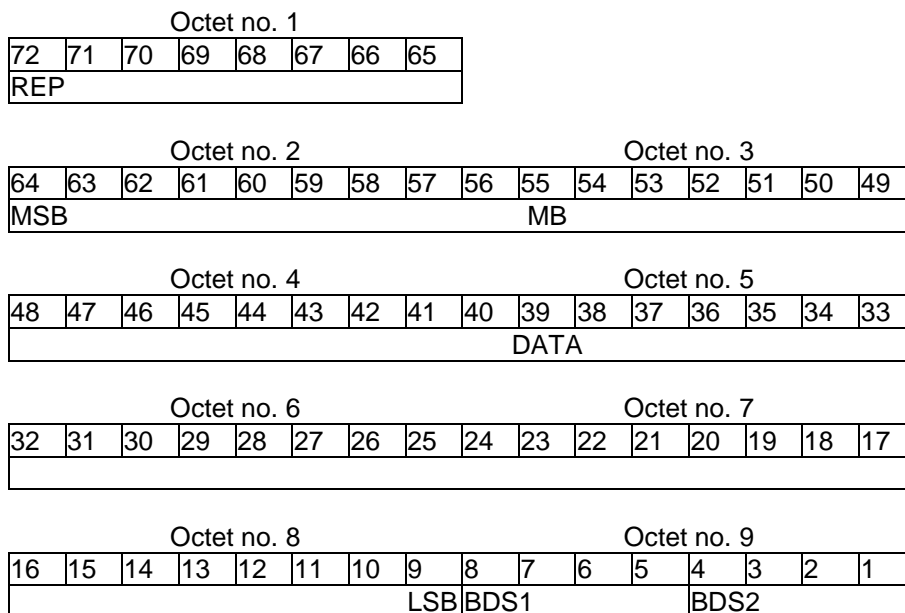 Octet no. 1
72 71 70 69 68 67 66 65
REP
Octet no. 2 Octet no. 3
64 63 62 61 60 59 58 57 56 55 54 53 52 51 50 49
MSB MB
Octet no. 4 Octet no. 5
48 47 46 45 44 43 42 41 40 39 38 37 36 35 34 33
DATA
Octet no. 6 Octet no. 7
32 31 30 29 28 27 26 25 24 23 22 21 20 19 18 17
Octet no. 8 Octet no. 9
16 15 14 13 12 11 10 9 8 7 6 5 4 3 2 1
LSB BDS1 BDS2